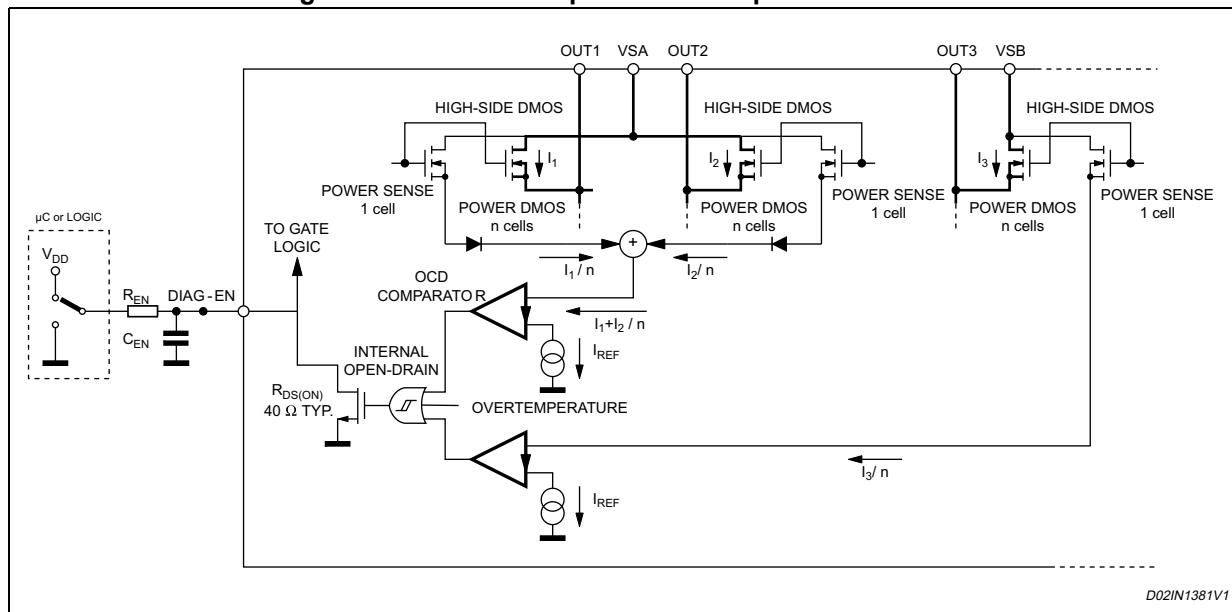 OUT1 VSA OUT2 OUT3 VSB
HIGH-SIDE DMOS HIGH-SIDE DMOS HIGH-SIDE DMOS
I1 I2 I3
POWER SENSE
1 cell
POWER DMOS
n cells
POWER DMOS
n cells
POWER SENSE
1 cell
POWER DMOS
n cells
POWER SENSE
1 cell
µC or LOGIC
VDD
REN
CEN
DIAG-EN
TO GATE
LOGIC
+
I1 / n
I2 / n
OCD
COMPARATO R
I1+I2 / n
IREF
INTERNAL
OPEN-DRAIN
RDS(ON)
40 Ω TYP.
OVERTEMPERATURE
I3/ n
IREF
D02IN1381V1